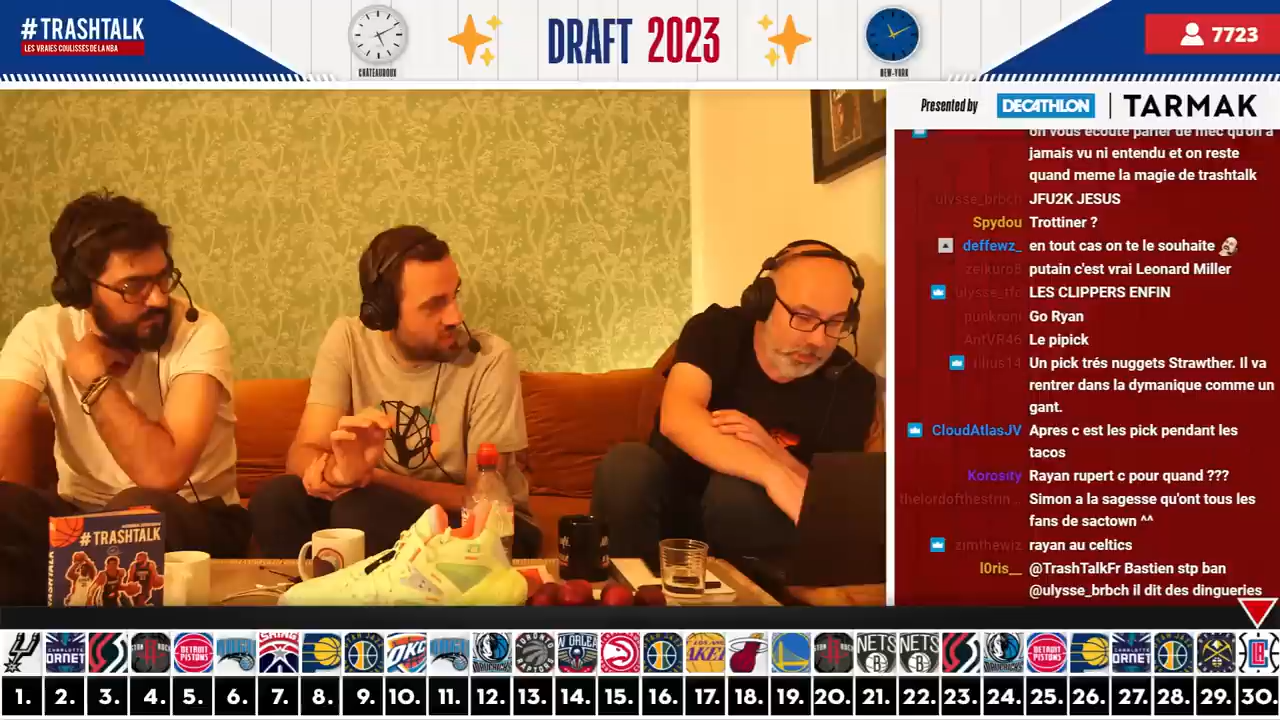 #TRASHTALK
LES VRAIES COULISSES DE LA NBA
CHÂTEAUROUX
DRAFT 2023
NEW-YORK
7723
Presented by DECATHLON | TARMAK
on vous écoute parler de mec qu'on a
jamais vu ni entendu et on reste
quand meme la magie de trashtalk
ulysse_brbch JFU2K JESUS
Spydou Trottiner ?
deffewz_ en tout cas on te le souhaite
putain c'est vrai Leonard Miller
ulysse_tfc LES CLIPPERS ENFIN
Go Ryan
AntVR46 Le pipick
Un pick trés nuggets Strawther. Il va
rentrer dans la dymanique comme un
gant.
CloudAtlasJV Apres c est les pick pendant les
tacos
Korosity Rayan rupert c pour quand ???
thelordofthestrin... Simon a la sagesse qu'ont tous les
fans de sactown ^^
zimthewiz rayan au celtics
l0ris__ @TrashTalkFr Bastien stp ban
@ulysse_brbch il dit des dingueries
#TRASHTALK
1. 2. 3. 4. 5. 6. 7. 8. 9. 10. 11. 12. 13. 14. 15. 16. 17. 18. 19. 20. 21. 22. 23. 24. 25. 26. 27. 28. 29. 30.